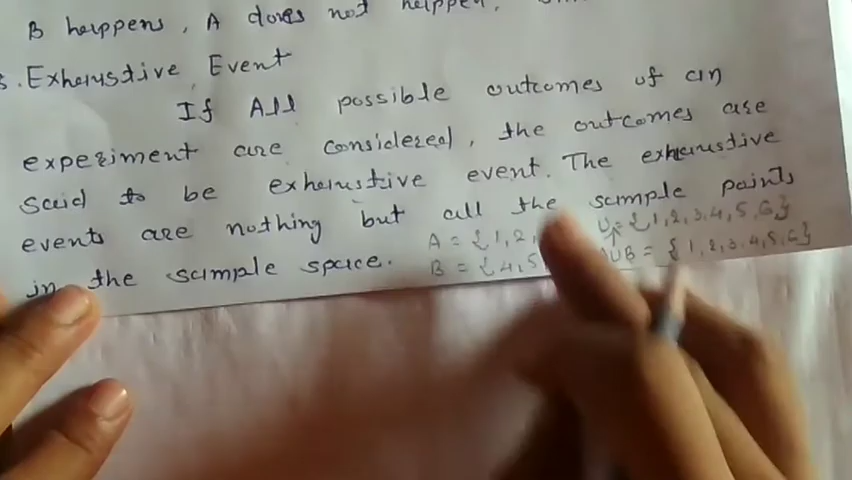 B happens, A does not happen.
3. Exhaustive Event
If All possible outcomes of an
experiment are considered, the outcomes are
said to be exhaustive event. The exhaustive
events are nothing but all the sample points
in the sample space.
A = {1, 2,
U = {1, 2, 3, 4, 5, 6}
B = {4, 5
AUB = {1, 2, 3, 4, 5, 6}